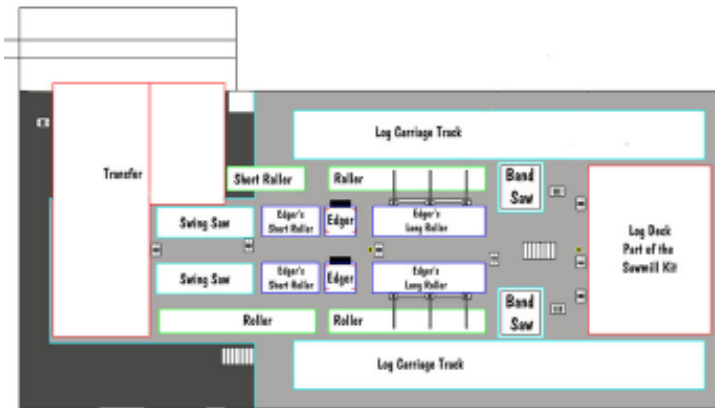 Log Carriage Track
Transfer
Short Roller
Roller
Band
Saw
Swing Saw
Edger's
Short Roller
Edger
Edger's
Long Roller
Log Deck
Part of the
Sawmill Kit
Swing Saw
Edger's
Short Roller
Edger
Edger's
Long Roller
Roller
Roller
Band
Saw
Log Carriage Track